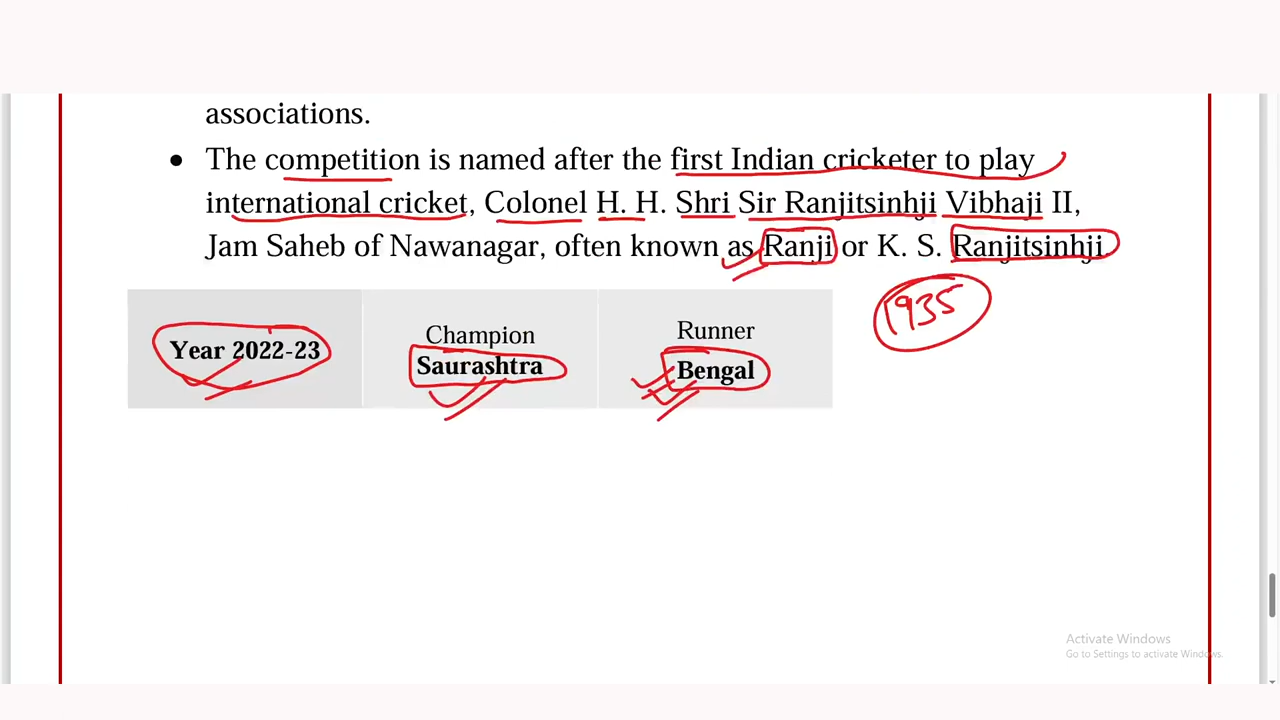 associations.
• The competition is named after the first Indian cricketer to play
international cricket, Colonel H. H. Shri Sir Ranjitsinhji Vibhaji II,
Jam Saheb of Nawanagar, often known as Ranji or K. S. Ranjitsinhji.
1935
Year 2022-23
Champion
Saurashtra
Runner
Bengal
Activate Windows
Go to Settings to activate Windows.